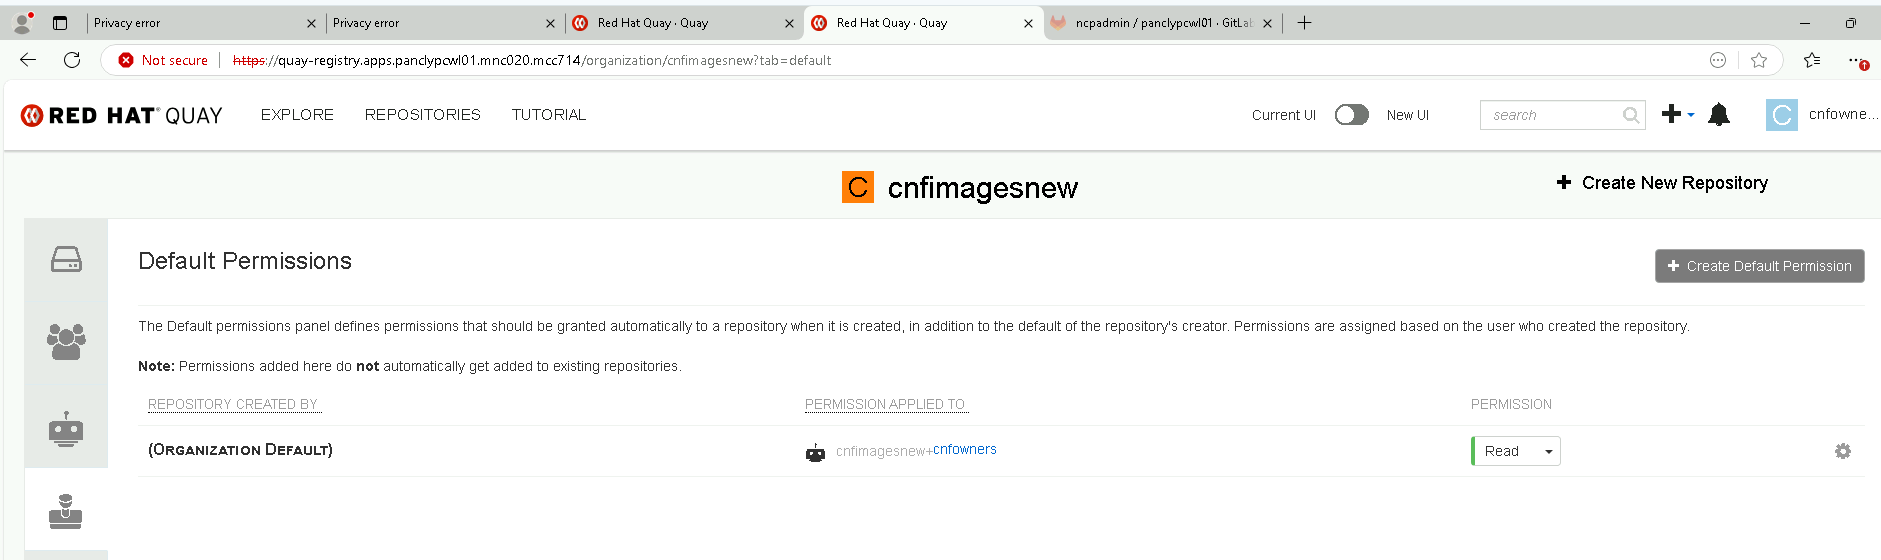 Privacy error
Privacy error
Red Hat Quay · Quay
Red Hat Quay · Quay
ncpadmin / panclypcwl01 · GitLab
Not secure
https://quay-registry.apps.panclypcwl01.mnc020.mcc714/organization/cnfimagesnew?tab=default
RED HAT® QUAY
EXPLORE
REPOSITORIES
TUTORIAL
Current UI
New UI
search
C
cnfowne...
C cnfimagesnew
Create New Repository
Default Permissions
Create Default Permission
The Default permissions panel defines permissions that should be granted automatically to a repository when it is created, in addition to the default of the repository's creator. Permissions are assigned based on the user who created the repository.
Note: Permissions added here do not automatically get added to existing repositories.
REPOSITORY CREATED BY
PERMISSION APPLIED TO
PERMISSION
(Organization Default)
cnfimagesnew+cnfowners
Read